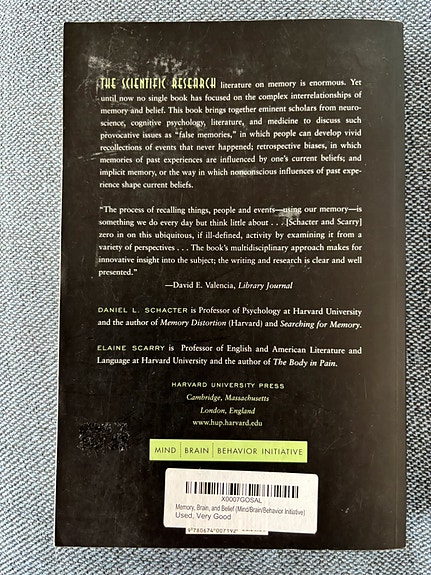 THE SCIENTIFIC RESEARCH literature on memory is enormous. Yet
until now no single book has focused on the complex interrelationships of
memory and belief. This book brings together eminent scholars from neuro-
science, cognitive psychology, literature, and medicine to discuss such
provocative issues as "false memories," in which people can develop vivid
recollections of events that never happened; retrospective biases, in which
memories of past experiences are influenced by one's current beliefs; and
implicit memory, or the way in which nonconscious influences of past expe-
rience shape current beliefs.
"The process of recalling things, people and events—using our memory—is
something we do every day but think little about . . . [Schacter and Scarry]
zero in on this ubiquitous, if ill-defined, activity by examining it from a
variety of perspectives . . . The book's multidisciplinary approach makes for
innovative insight into the subject; the writing and research is clear and well
presented."
—David E. Valencia, Library Journal
DANIEL L. SCHACTER is Professor of Psychology at Harvard University
and the author of Memory Distortion (Harvard) and Searching for Memory.
ELAINE SCARRY is Professor of English and American Literature and
Language at Harvard University and the author of The Body in Pain.
HARVARD UNIVERSITY PRESS
Cambridge, Massachusetts
London, England
www.hup.harvard.edu
MIND BRAIN BEHAVIOR INITIATIVE
X0007GOSAL
Memory, Brain, and Belief (Mind/Brain/Behavior Initiative)
Used, Very Good
9 780674 007192